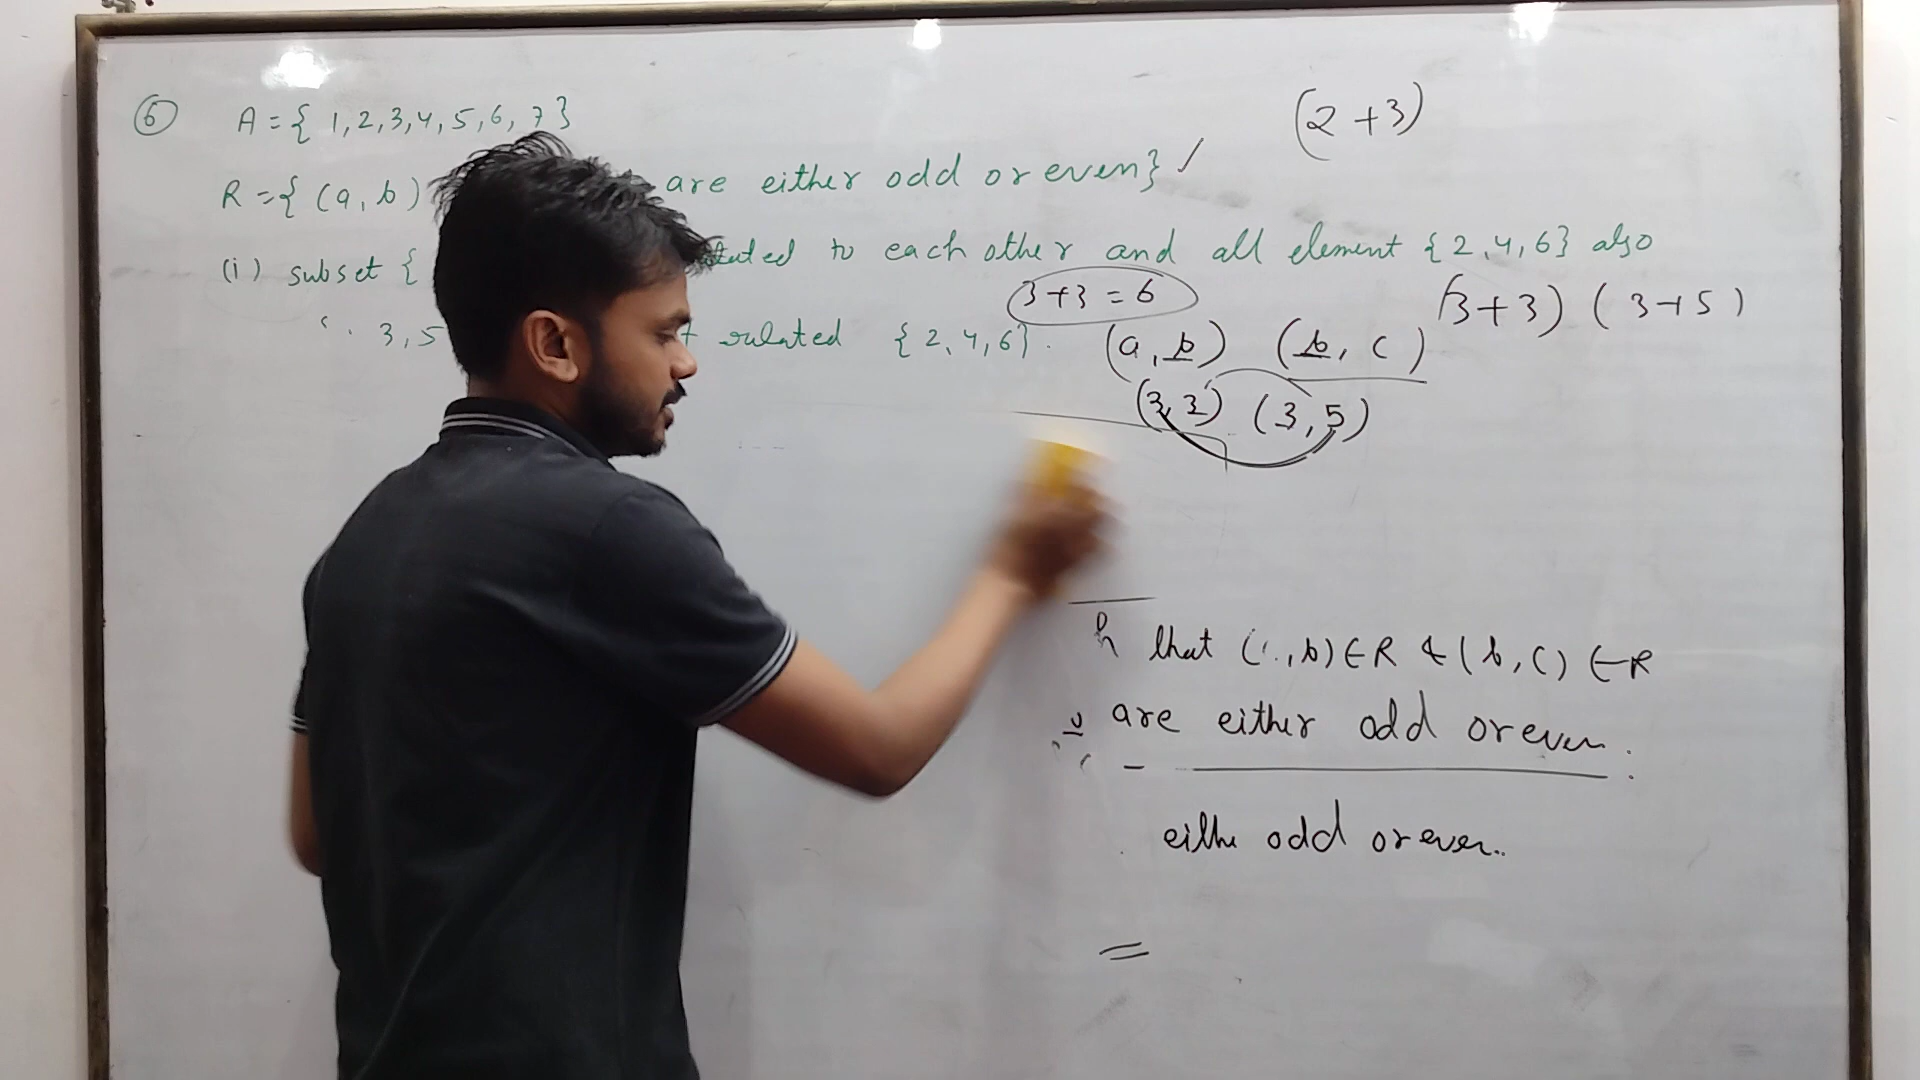 (2+3)
⑥ A = { 1,2,3,4,5,6,7}
R = { (a, b) are either odd or even} /
(i) subset { to each other and all element {2,4,6} also
3+3 = 6 (3+3) (3+5)
∵ 3,5 related {2,4,6}. (a, b) (b, c)
(3, 3) (3, 5)
that b) ∈ R & (b, c) ∈ R
are either odd or even.
eithe odd or even..
=